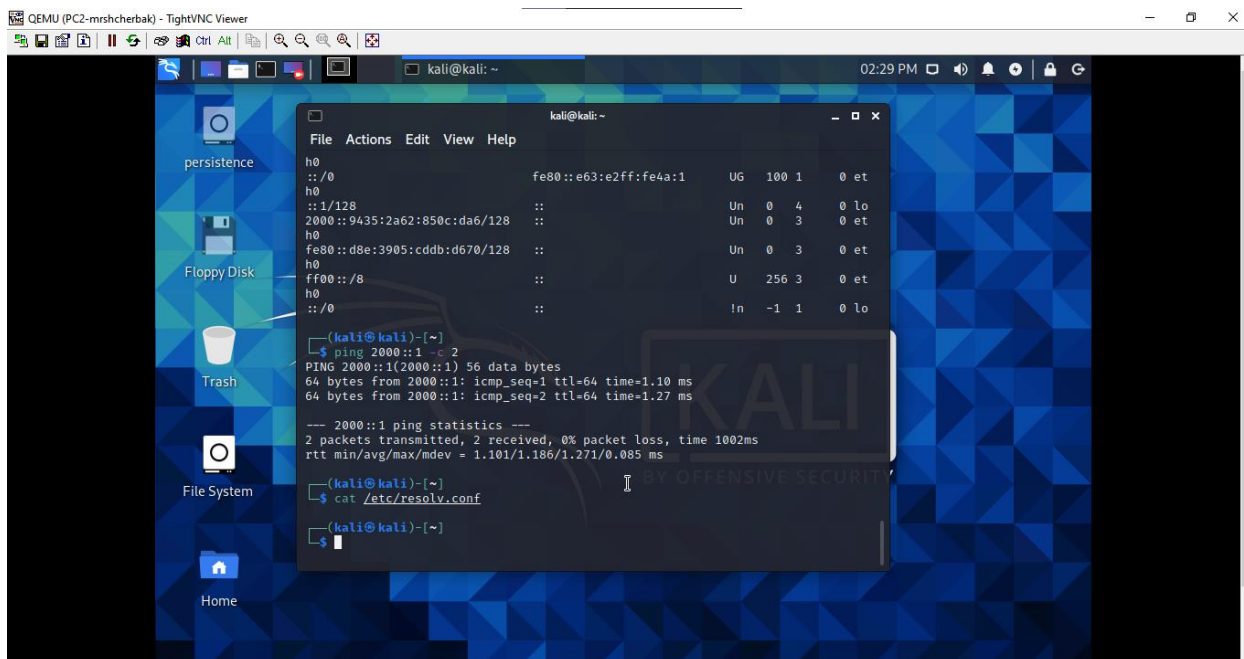 QEMU (PC2-mrshcherbak) - TightVNC Viewer
Ctrl Alt
kali@kali: ~
02:29 PM
persistence
Floppy Disk
Trash
File System
Home
kali@kali: ~
File Actions Edit View Help
h0
::/0 fe80::e63:e2ff:fe4a:1 UG 100 1 0 et
h0
::1/128 :: Un 0 4 0 lo
2000::9435:2a62:850c:da6/128 :: Un 0 3 0 et
h0
fe80::d8e:3905:cddb:d670/128 :: Un 0 3 0 et
h0
ff00::/8 :: U 256 3 0 et
h0
::/0 :: !n -1 1 0 lo
(kali㉿kali)-[~]
$ ping 2000::1 -c 2
PING 2000::1(2000::1) 56 data bytes
64 bytes from 2000::1: icmp_seq=1 ttl=64 time=1.10 ms
64 bytes from 2000::1: icmp_seq=2 ttl=64 time=1.27 ms
--- 2000::1 ping statistics ---
2 packets transmitted, 2 received, 0% packet loss, time 1002ms
rtt min/avg/max/mdev = 1.101/1.186/1.271/0.085 ms
(kali㉿kali)-[~]
$ cat /etc/resolv.conf
(kali㉿kali)-[~]
$
KALI
BY OFFENSIVE SECURITY